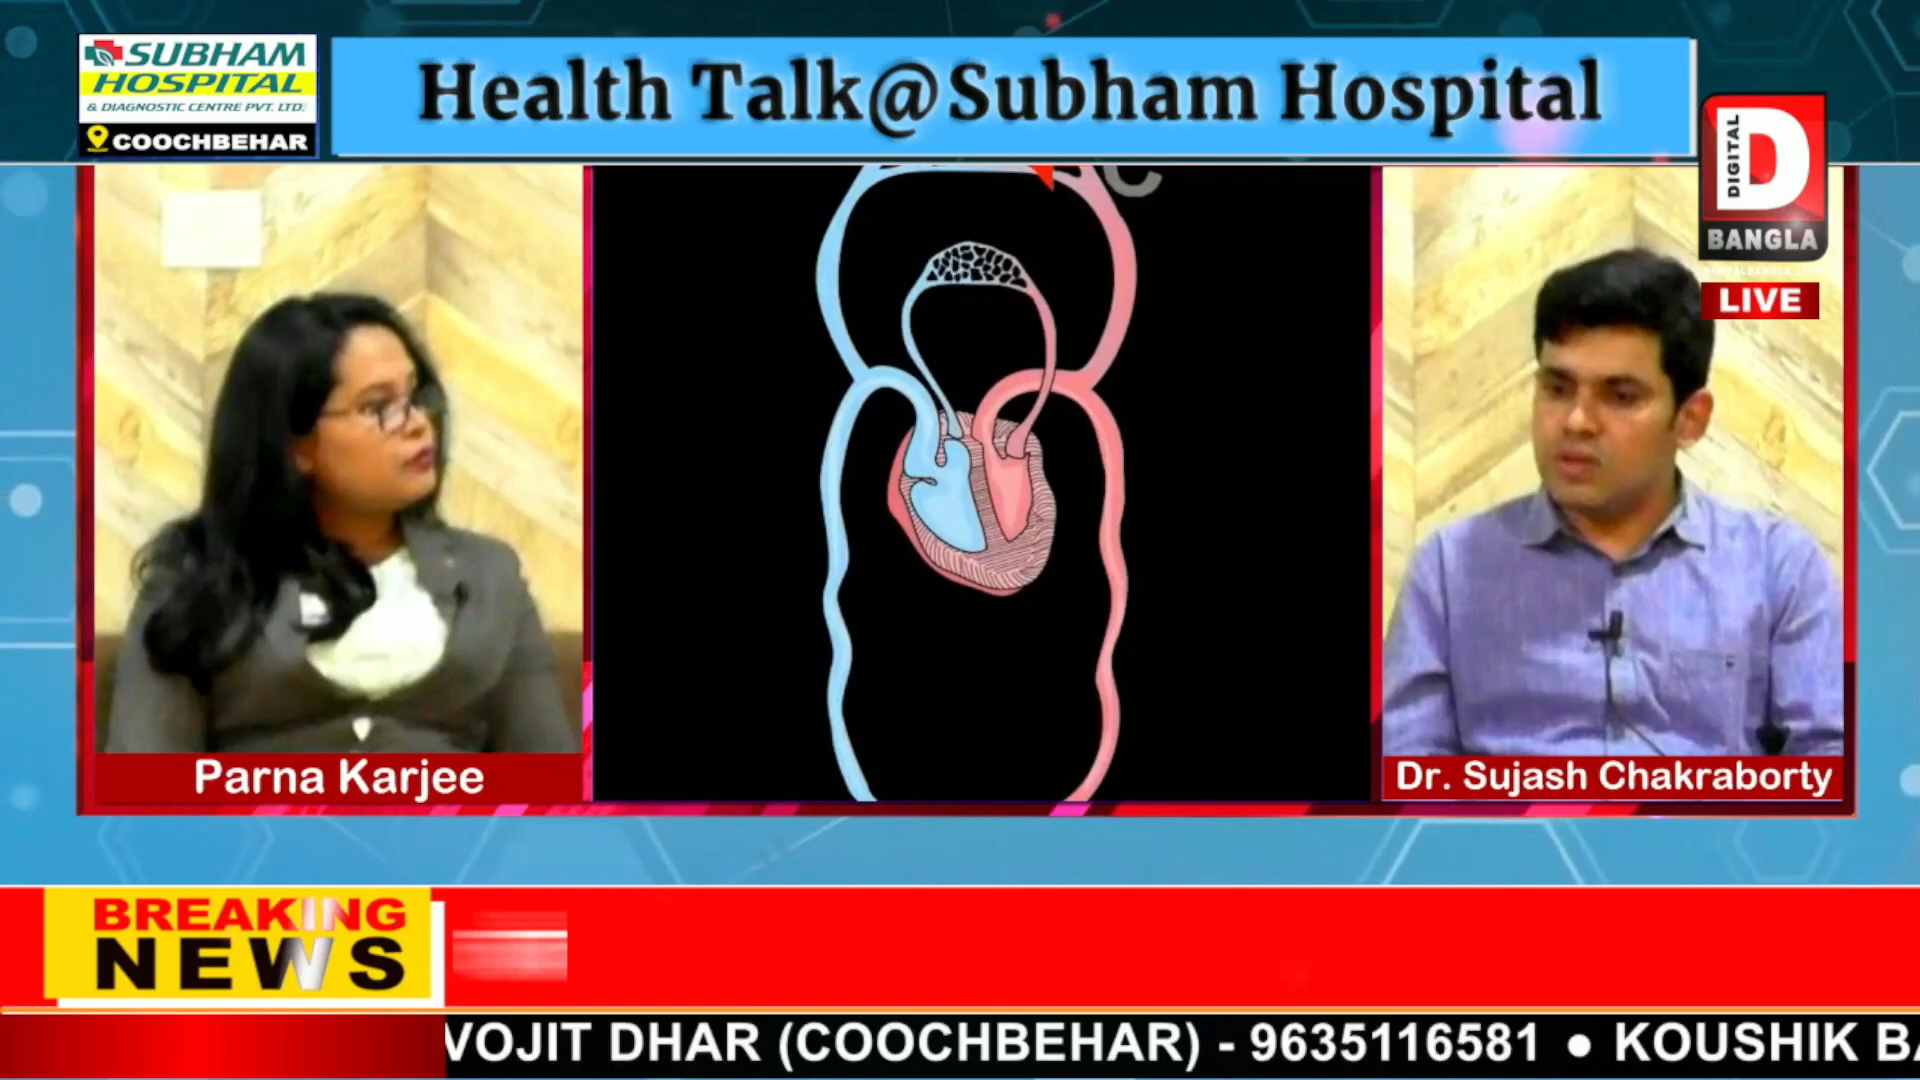 SUBHAM
HOSPITAL
& DIAGNOSTIC CENTRE PVT. LTD.
COOCHBEHAR
Health Talk@Subham Hospital
DIGITAL
D
BANGLA
LIVE
Parna Karjee
Dr. Sujash Chakraborty
BREAKING
NEWS
VOJIT DHAR (COOCHBEHAR) - 9635116581 ● KOUSHIK BA